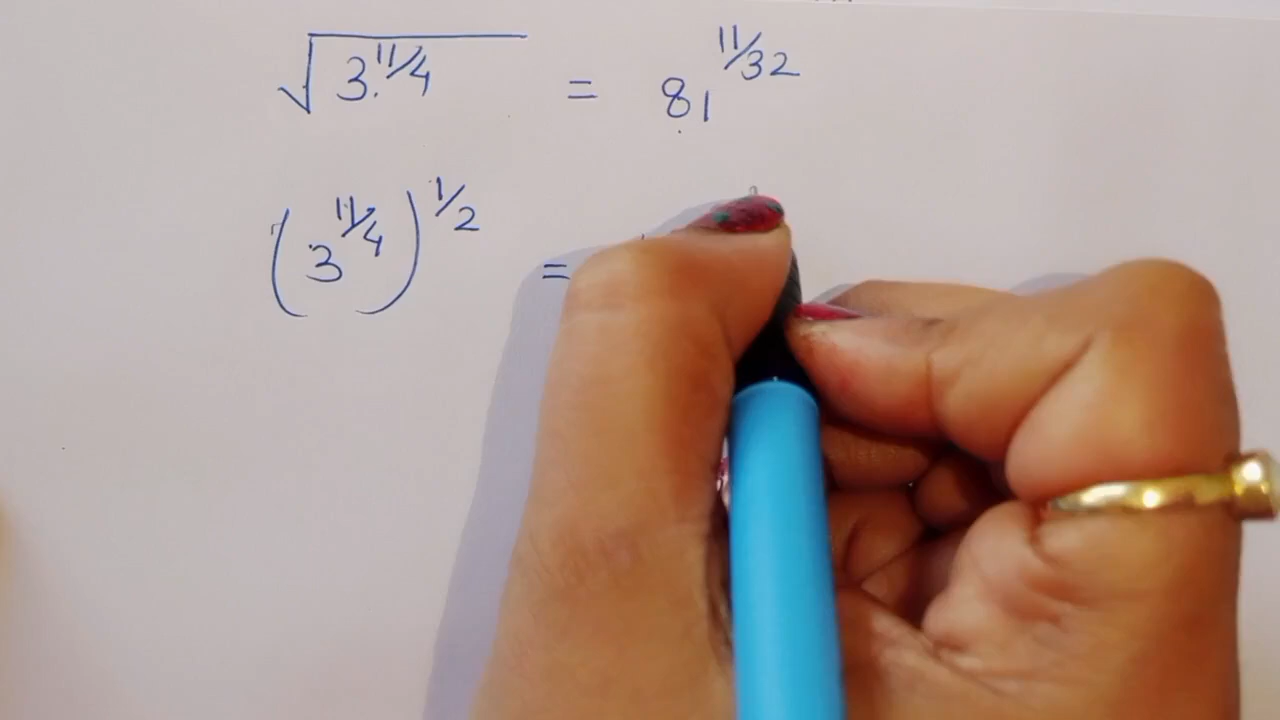 √3^11/4 = 81^11/32
(3^11/4)^1/2 =